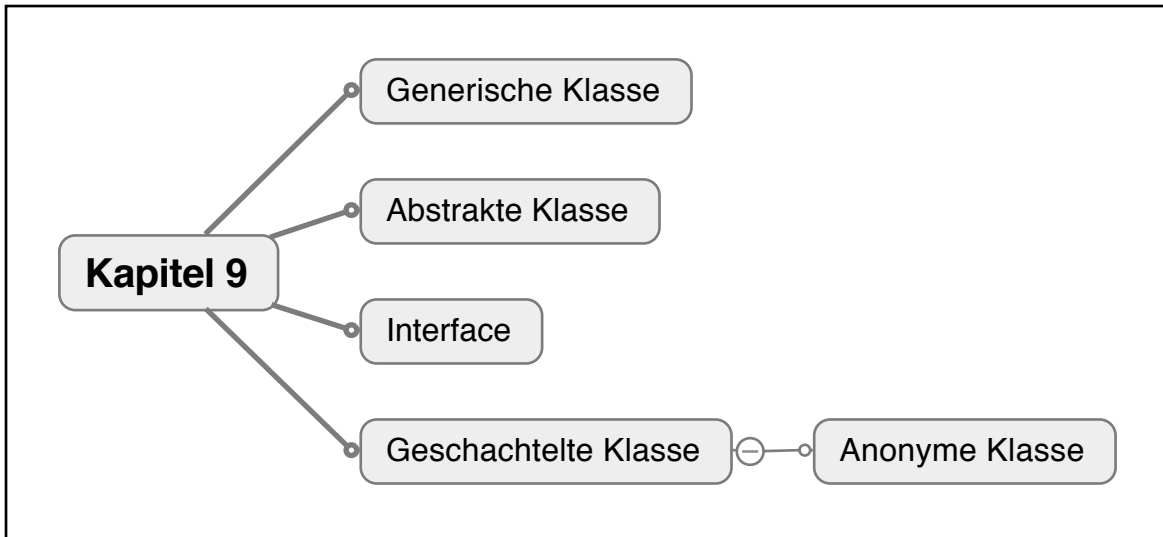 Generische Klasse
Abstrakte Klasse
Kapitel 9
Interface
Geschachtelte Klasse
Anonyme Klasse